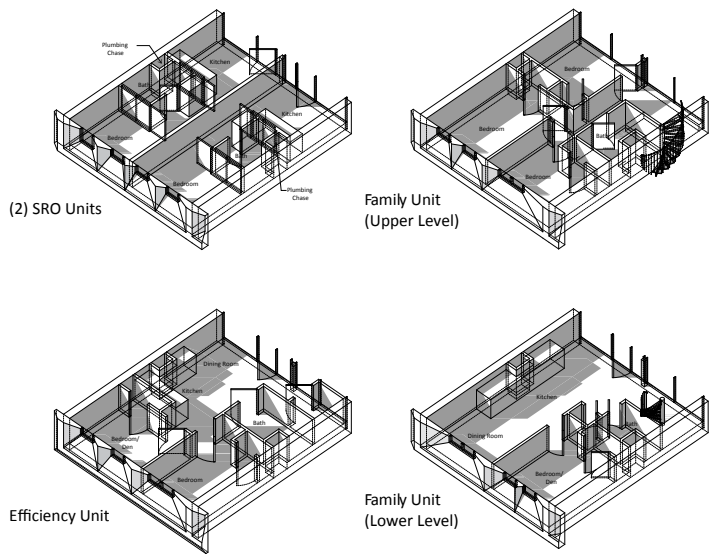 Plumbing
Chase
Kitchen
Bath
Kitchen
Bedroom
Bath
Bedroom
Plumbing
Chase
(2) SRO Units
Bedroom
Bedroom
Bath
Bedroom
Family Unit
(Upper Level)
Dining Room
Kitchen
Bath
Bedroom/
Den
Bedroom
Efficiency Unit
Kitchen
Bath
Dining Room
Bedroom/
Den
Family Unit
(Lower Level)